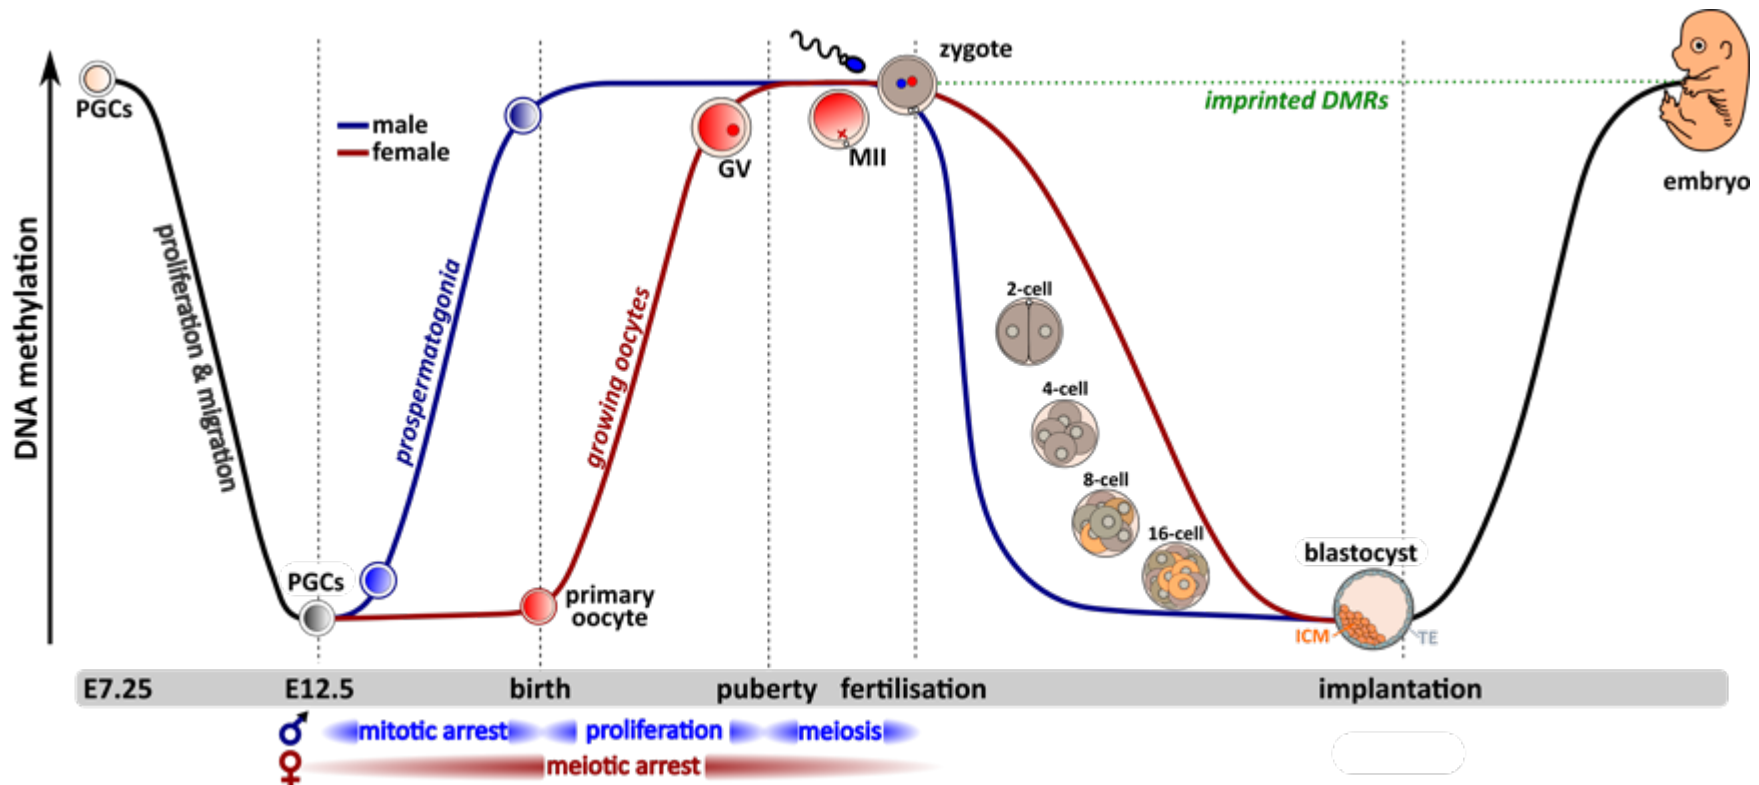 zygote
PGCs
imprinted DMRs
male
female
GV
MII
embryo
DNA methylation
proliferation & migration
prospermatogonia
growing oocytes
2-cell
4-cell
8-cell
16-cell
blastocyst
PGCs
primary
oocyte
ICM
TE
E7.25 E12.5 birth puberty fertilisation implantation
♂ mitotic arrest proliferation meiosis
♀ meiotic arrest